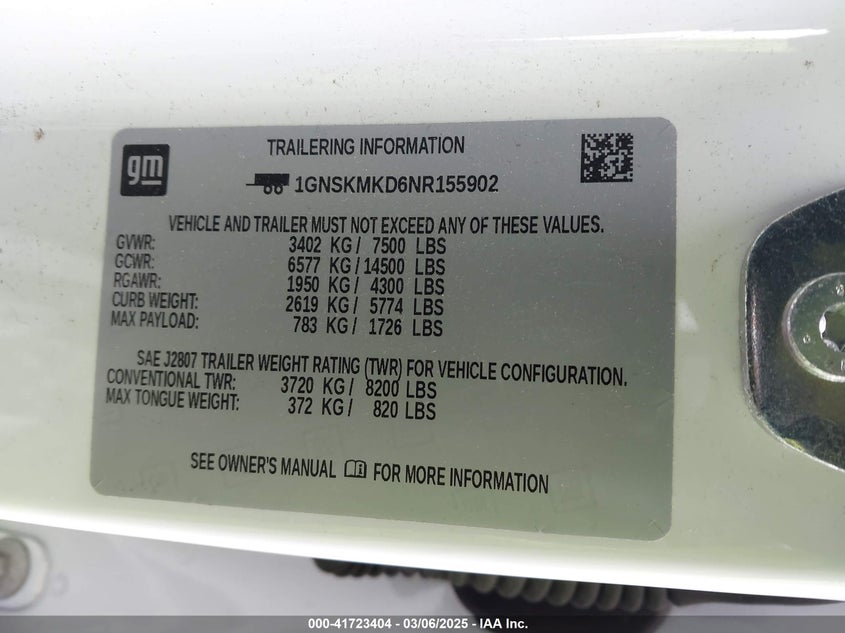 gm
TRAILERING INFORMATION
1GNSKMKD6NR155902
VEHICLE AND TRAILER MUST NOT EXCEED ANY OF THESE VALUES.
GVWR: 3402 KG / 7500 LBS
GCWR: 6577 KG / 14500 LBS
RGAWR: 1950 KG / 4300 LBS
CURB WEIGHT: 2619 KG / 5774 LBS
MAX PAYLOAD: 783 KG / 1726 LBS
SAE J2807 TRAILER WEIGHT RATING (TWR) FOR VEHICLE CONFIGURATION.
CONVENTIONAL TWR: 3720 KG / 8200 LBS
MAX TONGUE WEIGHT: 372 KG / 820 LBS
SEE OWNER'S MANUAL FOR MORE INFORMATION
000-41723404 - 03/06/2025 - IAA Inc.